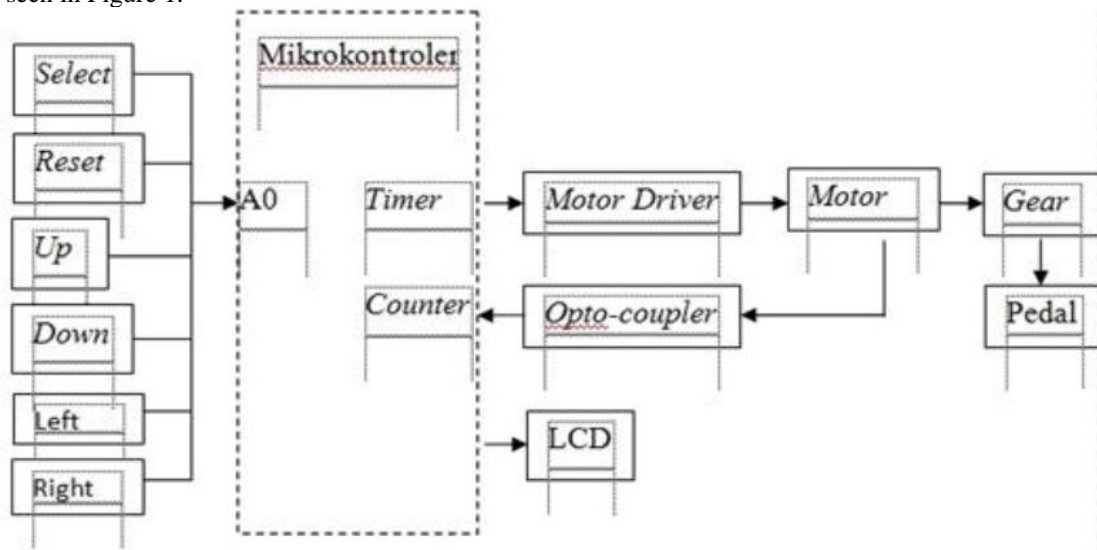 seen in Figure 1.
Select
Reset
Up
Down
Left
Right
Mikrokontroler
A0
Timer
Counter
Motor Driver
Opto-coupler
LCD
Motor
Gear
Pedal